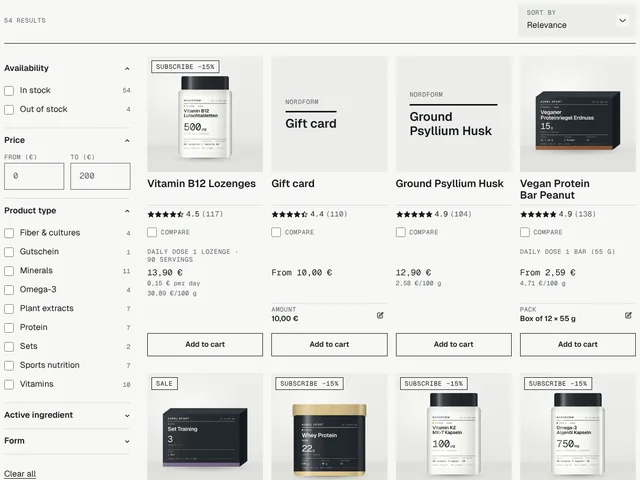 54 RESULTS
SORT BY
Relevance
Availability
In stock 54
Out of stock 4
Price
FROM (€) TO (€)
0 200
Product type
Fiber & cultures 4
Gutschein 1
Minerals 11
Omega-3 4
Plant extracts 7
Protein 7
Sets 2
Sports nutrition 7
Vitamins 10
Active ingredient
Form
Clear all
SUBSCRIBE -15%
Vitamin B12
Lutschtabletten
500
Vitamin B12 Lozenges
4.5 (117)
COMPARE
DAILY DOSE 1 LOZENGE ·
90 SERVINGS
13,90 €
0,15 € per day
30.89 €/100 g
Add to cart
NORDFORM
Gift card
Gift card
4.4 (110)
COMPARE
From 10,00 €
AMOUNT
10,00 €
Add to cart
NORDFORM
Ground
Psyllium Husk
Ground Psyllium Husk
4.9 (104)
COMPARE
12,90 €
2.58 €/100 g
Add to cart
Veganer
Proteinriegel Erdnuss
15g
Vegan Protein
Bar Peanut
4.9 (138)
COMPARE
DAILY DOSE 1 BAR (55 G)
From 2,59 €
4.71 €/100 g
PACK
Box of 12 × 55 g
Add to cart
SALE
Set Training
3
SUBSCRIBE -15%
Whey Protein
22g
SUBSCRIBE -15%
Vitamin K2
MK-7 Kapseln
100
SUBSCRIBE -15%
Omega-3
Algenöl Kapseln
750